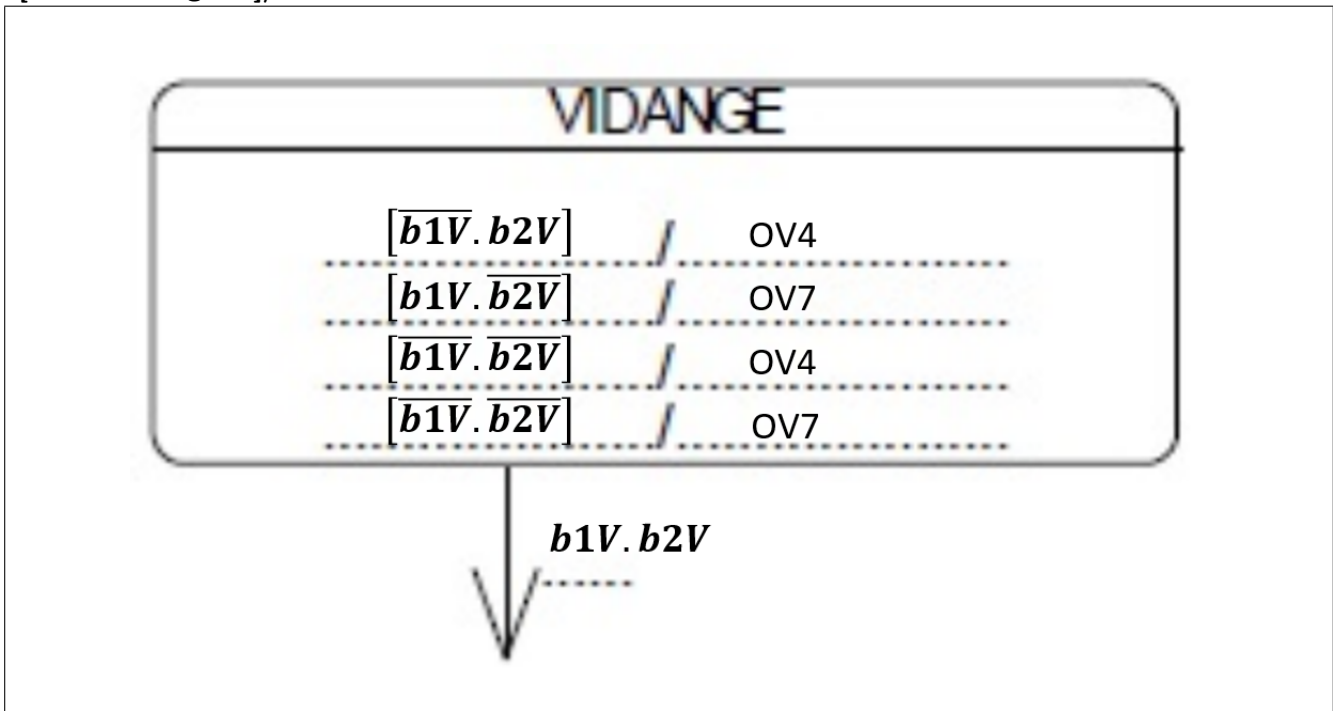 VIDANGE
[b1V̅.b2V] / OV4
[b1V.b2V̅] / OV7
[b1V̅.b2V̅] / OV4
[b1V̅.b2V̅] / OV7
b1V.b2V